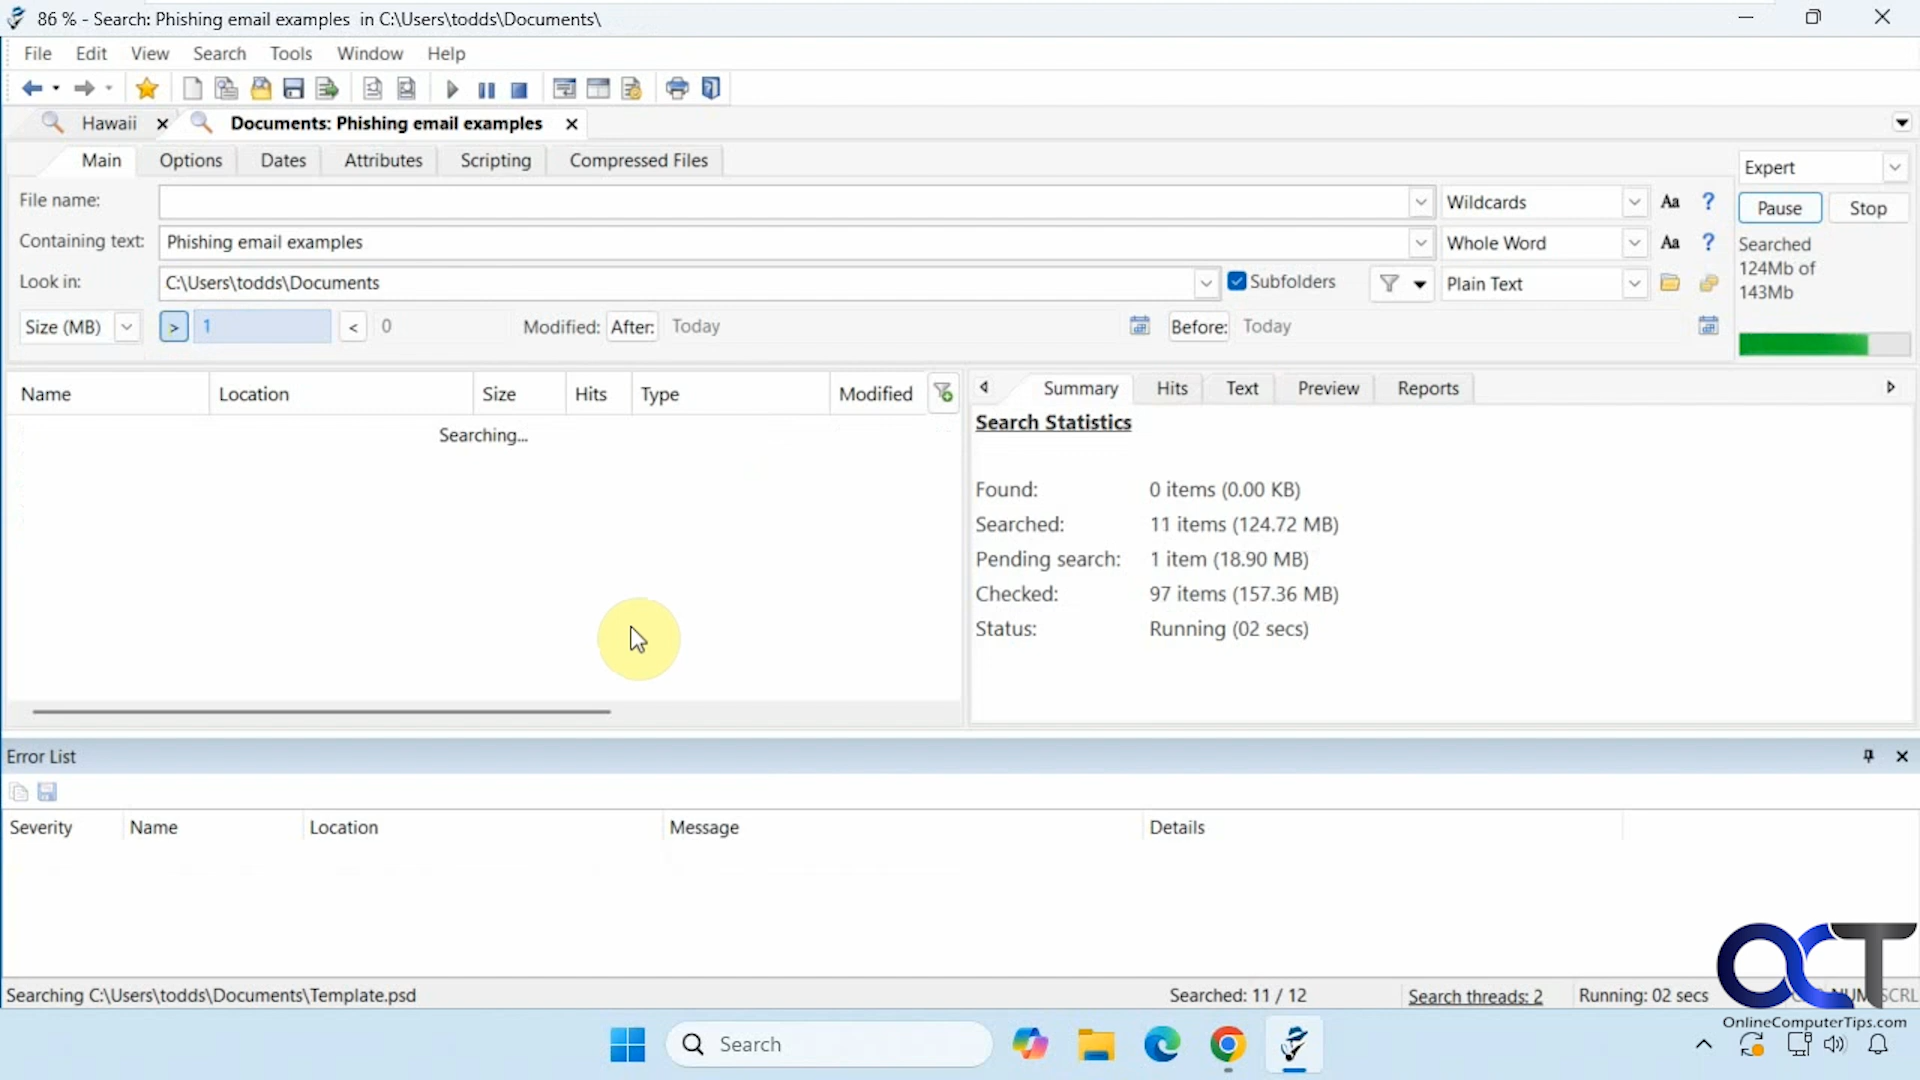 86 % - Search: Phishing email examples in C:\Users\todds\Documents\
File Edit View Search Tools Window Help
Hawaii Documents: Phishing email examples
Main Options Dates Attributes Scripting Compressed Files
Expert
File name: Wildcards Aa ?
Pause Stop
Containing text: Phishing email examples Whole Word Aa ?
Searched
124Mb of
143Mb
Look in: C:\Users\todds\Documents Subfolders Plain Text
Size (MB) > 1 < 0 Modified: After: Today Before: Today
Name Location Size Hits Type Modified
Searching...
Summary Hits Text Preview Reports
Search Statistics
Found: 0 items (0.00 KB)
Searched: 11 items (124.72 MB)
Pending search: 1 item (18.90 MB)
Checked: 97 items (157.36 MB)
Status: Running (02 secs)
Error List
Severity Name Location Message Details
Searching C:\Users\todds\Documents\Template.psd Searched: 11 / 12 Search threads: 2 Running: 02 secs NUM SCRL
OCT
OnlineComputerTips.com
Search